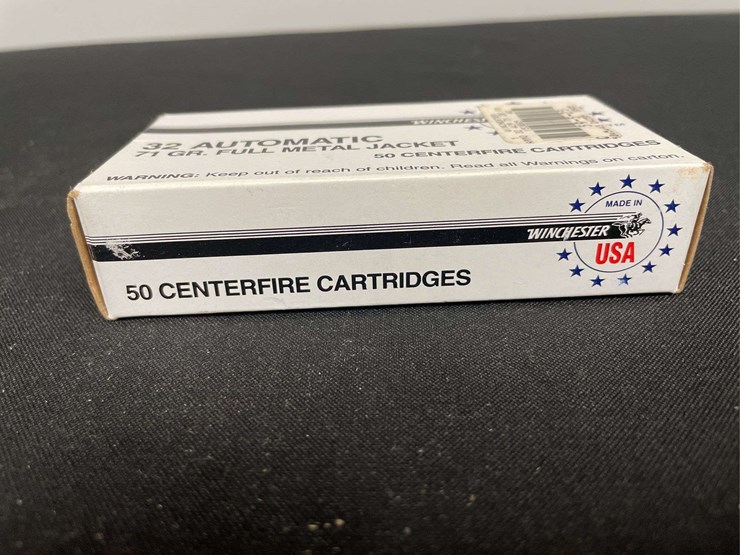 WINCHEST
32 AUTOMATIC
71 GR. FULL METAL JACKET
50 CENTERFIRE CARTRIDGES
WARNING: Keep out of reach of children. Read all Warnings on carton.
MADE IN
WINCHESTER
USA
50 CENTERFIRE CARTRIDGES